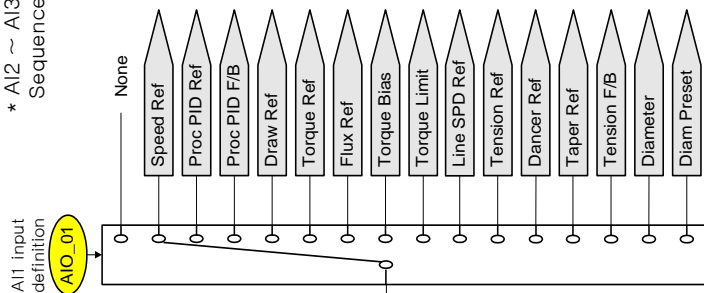 * AI2 ~ AI3
Sequence
None
Speed Ref
Proc PID Ref
Proc PID F/B
Draw Ref
Torque Ref
Flux Ref
Torque Bias
Torque Limit
Line SPD Ref
Tension Ref
Dancer Ref
Taper Ref
Tension F/B
Diameter
Diam Preset
AI1 input
definition
AIO_01